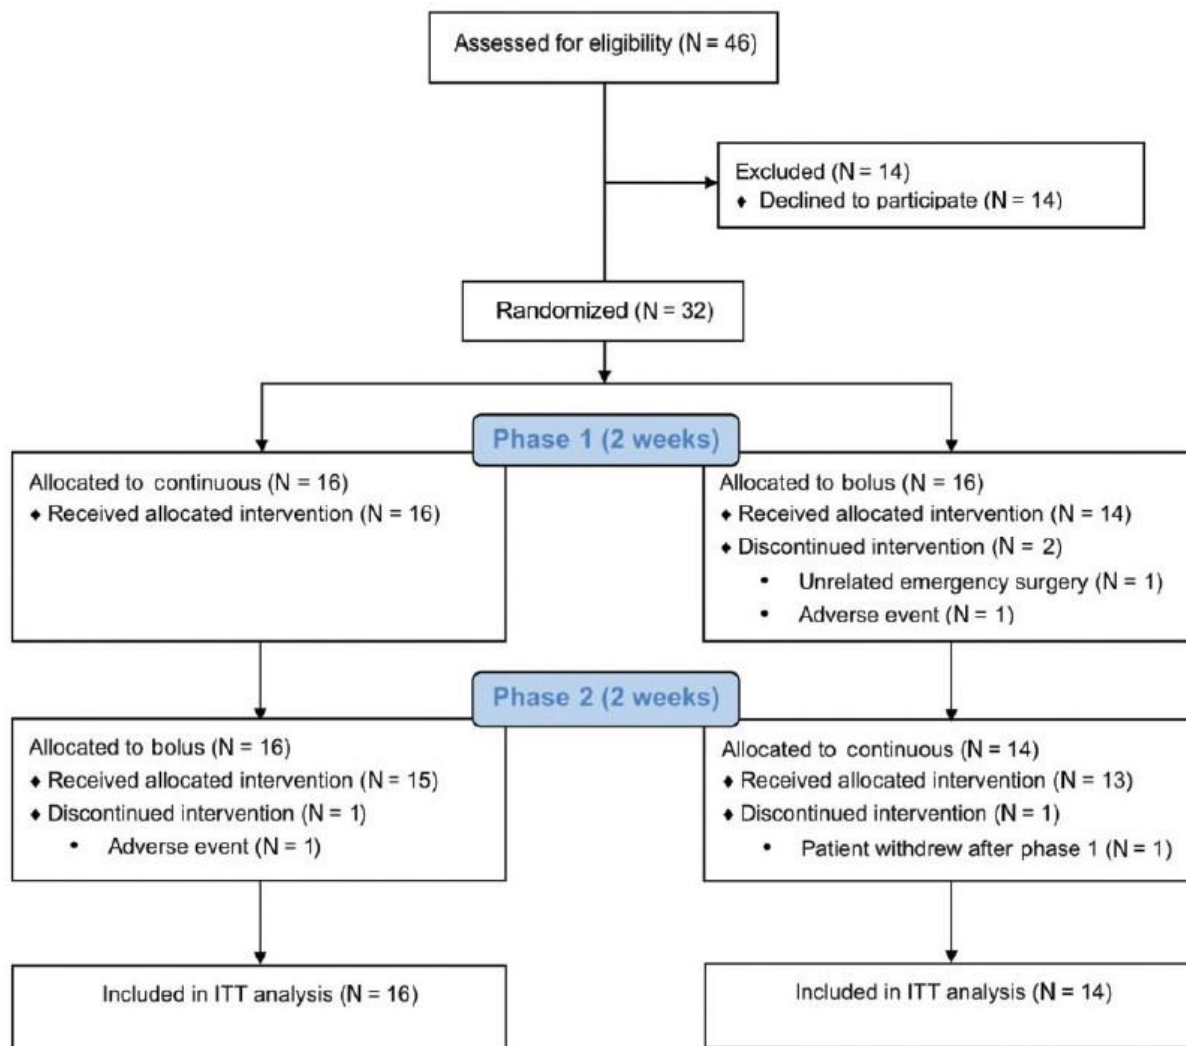 Assessed for eligibility (N = 46)
Excluded (N = 14)
♦ Declined to participate (N = 14)
Randomized (N = 32)
Phase 1 (2 weeks)
Allocated to continuous (N = 16)
♦ Received allocated intervention (N = 16)
Allocated to bolus (N = 16)
♦ Received allocated intervention (N = 14)
♦ Discontinued intervention (N = 2)
• Unrelated emergency surgery (N = 1)
• Adverse event (N = 1)
Phase 2 (2 weeks)
Allocated to bolus (N = 16)
♦ Received allocated intervention (N = 15)
♦ Discontinued intervention (N = 1)
• Adverse event (N = 1)
Allocated to continuous (N = 14)
♦ Received allocated intervention (N = 13)
♦ Discontinued intervention (N = 1)
• Patient withdrew after phase 1 (N = 1)
Included in ITT analysis (N = 16)
Included in ITT analysis (N = 14)